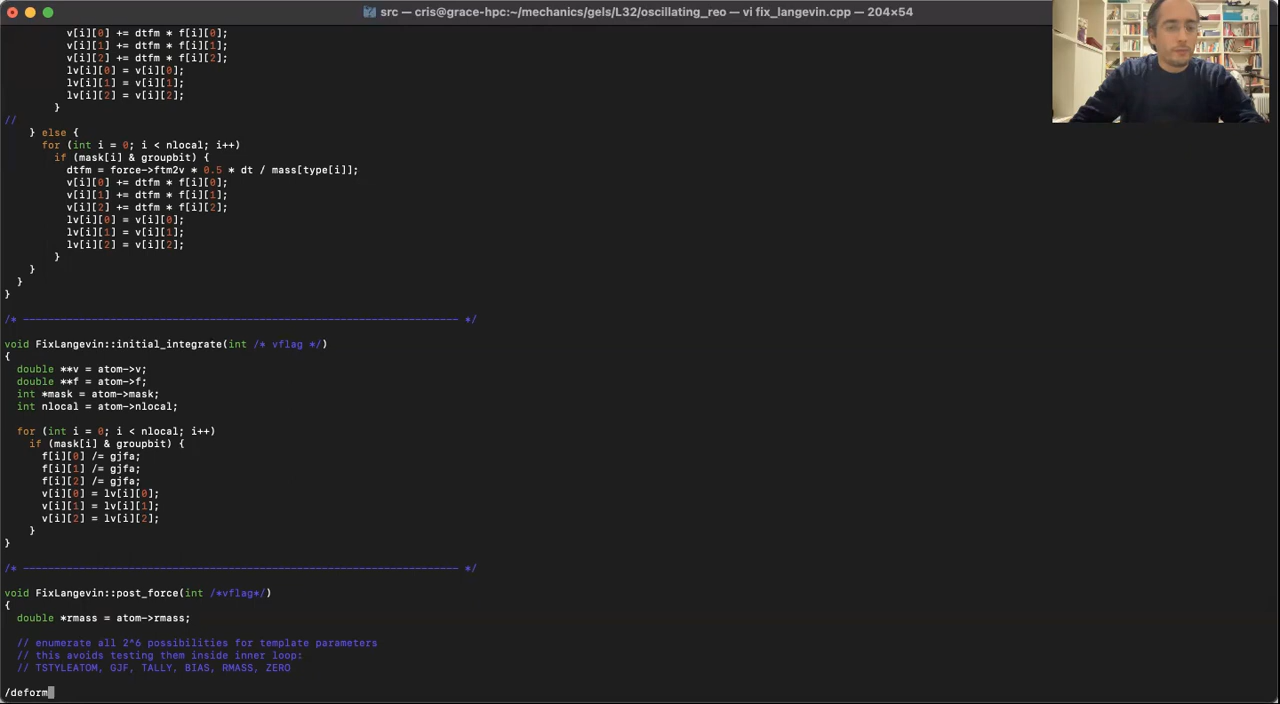 src — cris@grace-hpc:~/mechanics/gels/L32/oscillating_reo — vi fix_langevin.cpp — 204×54
v[i][0] += dtfm * f[i][0];
v[i][1] += dtfm * f[i][1];
v[i][2] += dtfm * f[i][2];
lv[i][0] = v[i][0];
lv[i][1] = v[i][1];
lv[i][2] = v[i][2];
}
//
} else {
for (int i = 0; i < nlocal; i++)
if (mask[i] & groupbit) {
dtfm = force->ftm2v * 0.5 * dt / mass[type[i]];
v[i][0] += dtfm * f[i][0];
v[i][1] += dtfm * f[i][1];
v[i][2] += dtfm * f[i][2];
lv[i][0] = v[i][0];
lv[i][1] = v[i][1];
lv[i][2] = v[i][2];
}
}
}
}
/* ---------------------------------------------------------------------- */
void FixLangevin::initial_integrate(int /* vflag */)
{
double **v = atom->v;
double **f = atom->f;
int *mask = atom->mask;
int nlocal = atom->nlocal;
for (int i = 0; i < nlocal; i++)
if (mask[i] & groupbit) {
f[i][0] /= gjfa;
f[i][1] /= gjfa;
f[i][2] /= gjfa;
v[i][0] = lv[i][0];
v[i][1] = lv[i][1];
v[i][2] = lv[i][2];
}
}
/* ---------------------------------------------------------------------- */
void FixLangevin::post_force(int /*vflag*/)
{
double *rmass = atom->rmass;
// enumerate all 2^6 possibilities for template parameters
// this avoids testing them inside inner loop:
// TSTYLEATOM, GJF, TALLY, BIAS, RMASS, ZERO
/deform